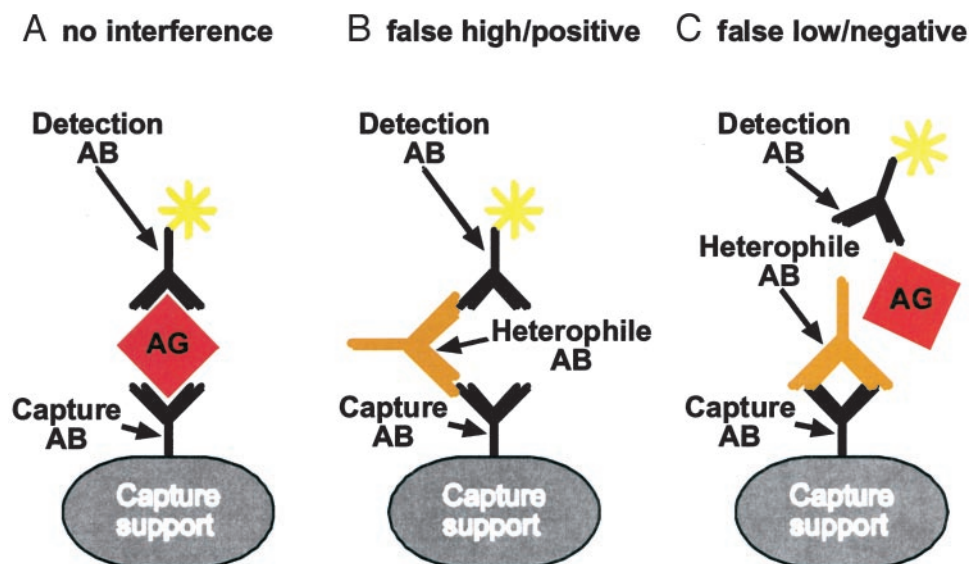 A no interference
Detection
AB
AG
Capture
AB
Capture
support
B false high/positive
Detection
AB
Heterophile
AB
Capture
AB
Capture
support
C false low/negative
Detection
AB
Heterophile
AB
AG
Capture
AB
Capture
support